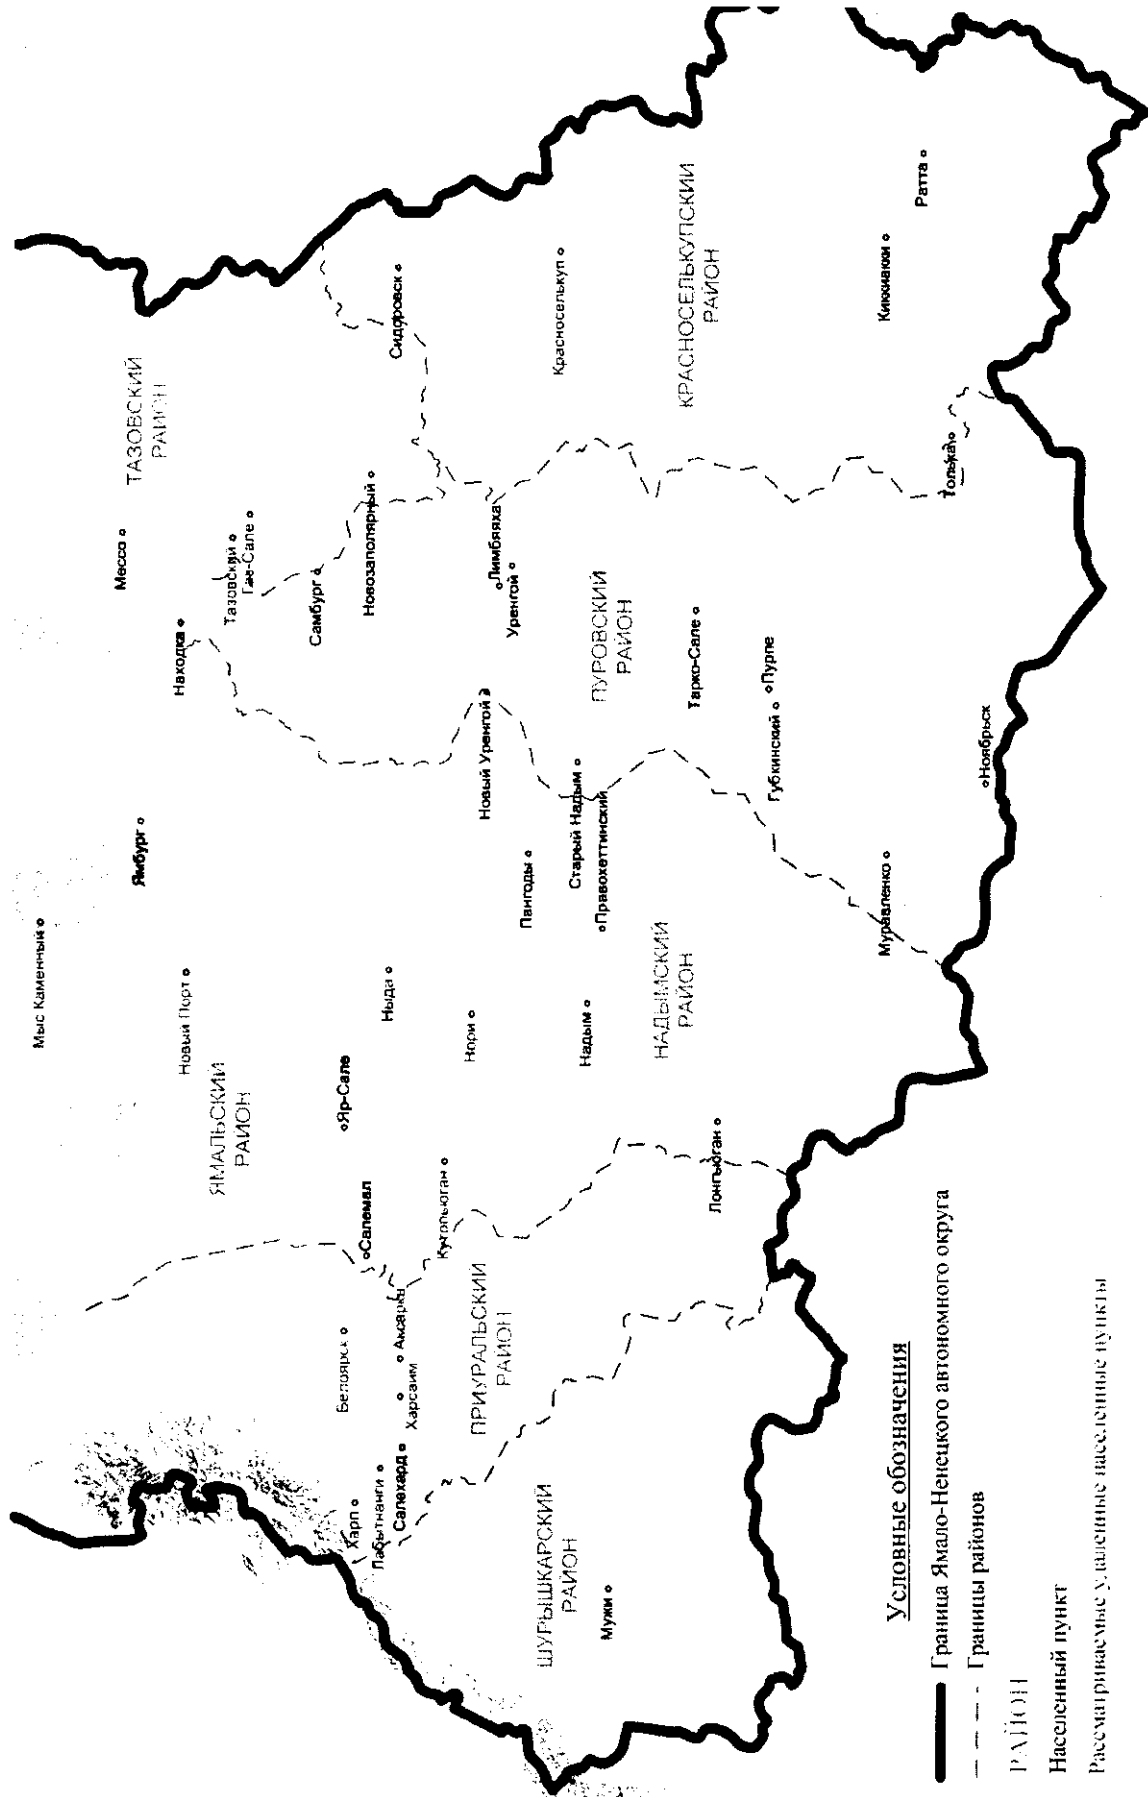 Мыс Каменный
Ямбург
Новый Порт
Находка
Мессо
ТАЗОВСКИЙ
РАЙОН
ЯМАЛЬСКИЙ
РАЙОН
Тазовский
Газ-Сале
Самбург
Новозаполярный
Сидоровск
Яр-Сале
Салемал
Ныда
Белоярск
Харп
Лабытнанги
Салехард
Харсаим
Аксарка
Кутопьюган
Нори
Новый Уренгой
Лимбяяха
Уренгой
Красноселькуп
Пангоды
Старый Надым
Правохеттинский
Надым
ПРИУРАЛЬСКИЙ
РАЙОН
ШУРЫШКАРСКИЙ
РАЙОН
Мужи
НАДЫМСКИЙ
РАЙОН
ПУРОВСКИЙ
РАЙОН
КРАСНОСЕЛЬКУПСКИЙ
РАЙОН
Тарко-Сале
Лонгьюган
Губкинский
Пурпе
Муравленко
Ноябрьск
Толька
Киккиакки
Ратта
Условные обозначения
Граница Ямало-Ненецкого автономного округа
Границы районов
РАЙОН
Населенный пункт
Рассматриваемые удаленные населенные пункты